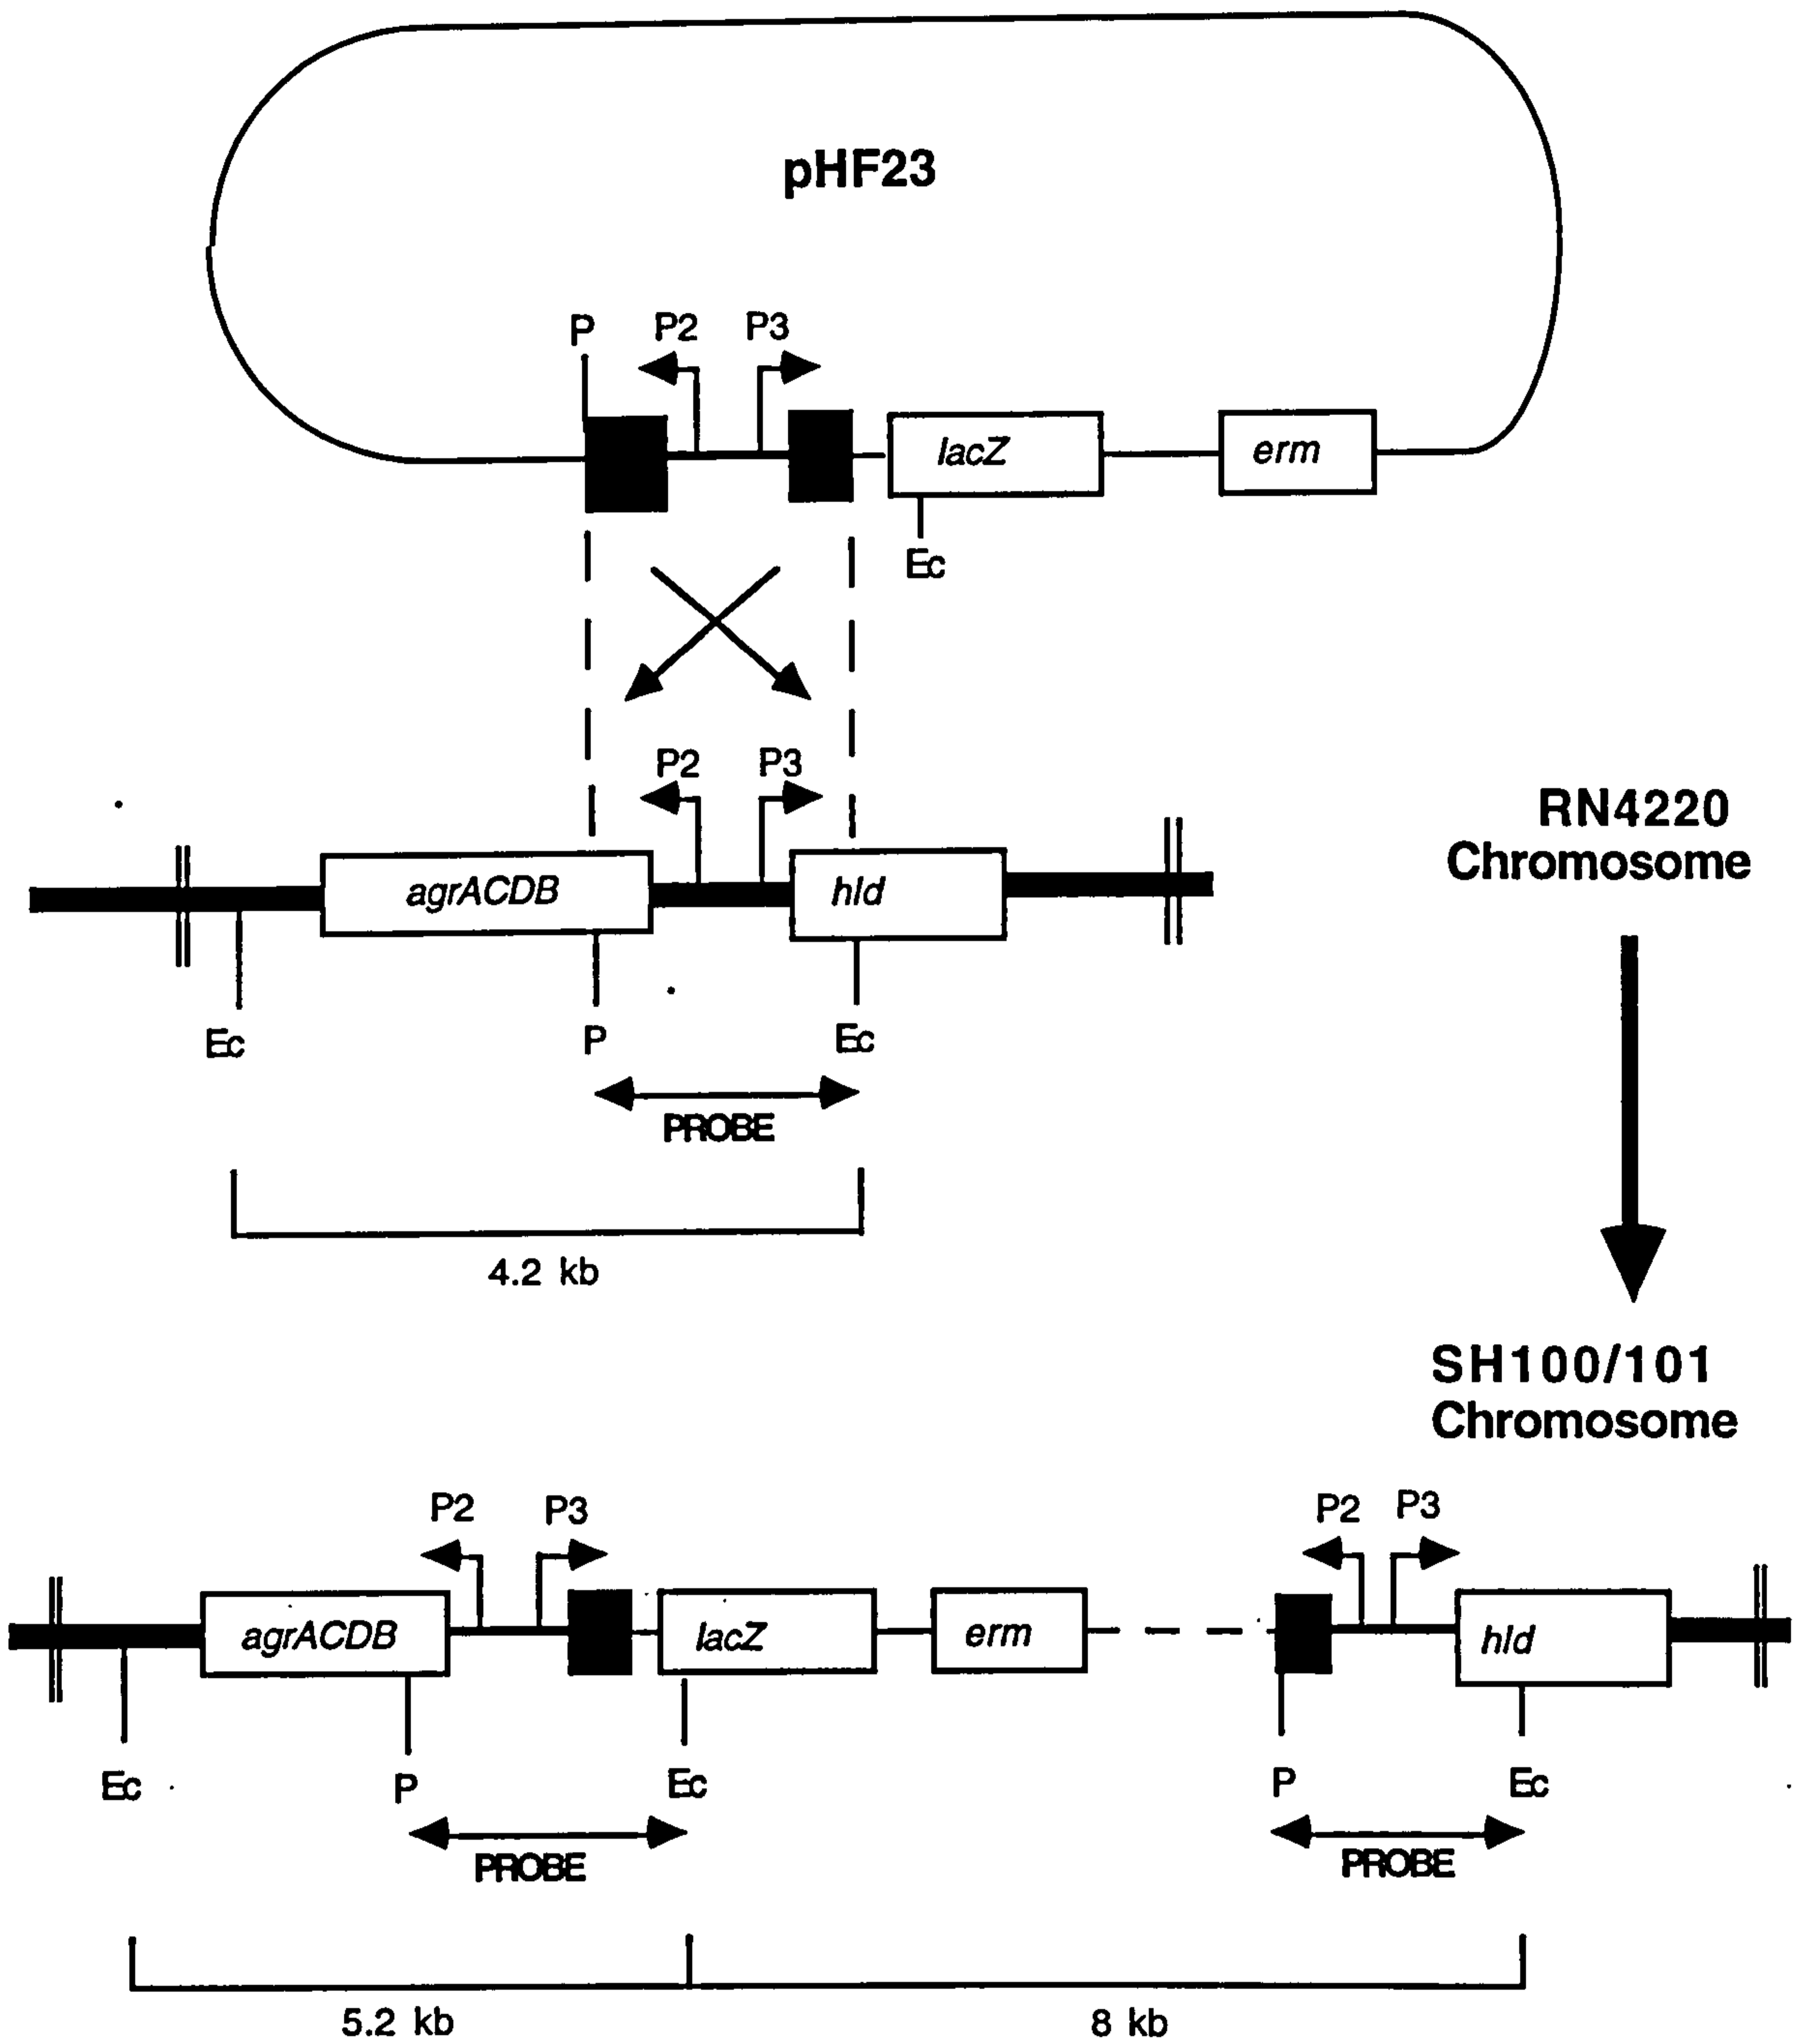 pHF23
P P2 P3
lacZ erm
Ec
P2 P3
RN4220
Chromosome
agrACDB hld
Ec P Ec
PROBE
4.2 kb
SH100/101
Chromosome
P2 P3 P2 P3
agrACDB lacZ erm hld
Ec P Ec P Ec
PROBE PROBE
5.2 kb 8 kb